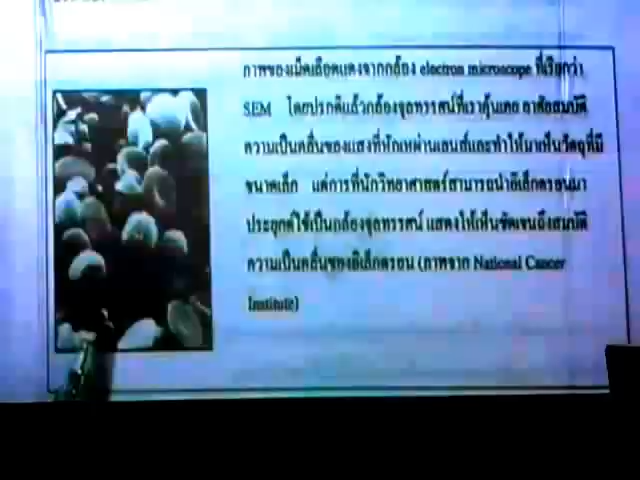 ภาพของเม็ดเลือดแดงจากกล้อง electron microscope ที่เรียกว่า
SEM โดยปรกติแล้วกล้องจุลทรรศน์ที่เราคุ้นเคย อาศัยสมบัติ
ความเป็นคลื่นของแสงที่หักเหผ่านเลนส์และทำให้มาเห็นวัตถุที่มี
ขนาดเล็ก แต่การที่นักวิทยาศาสตร์สามารถนำอิเล็กตรอนมา
ประยุกต์ใช้เป็นกล้องจุลทรรศน์ แสดงให้เห็นชัดเจนถึงสมบัติ
ความเป็นคลื่นของอิเล็กตรอน (ภาพจาก National Cancer
Institute)